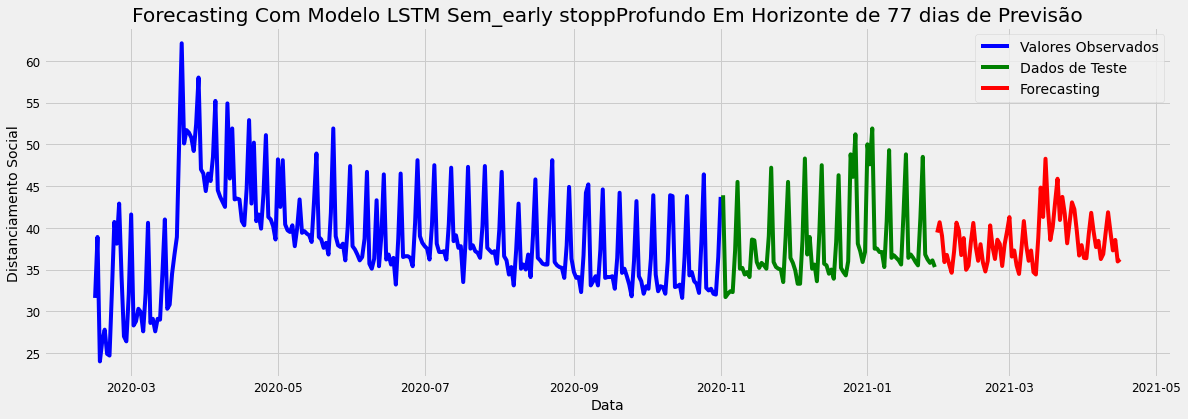 Forecasting Com Modelo LSTM Sem_early stoppProfundo Em Horizonte de 77 dias de Previsão
Valores Observados
Dados de Teste
Forecasting
Distanciamento Social
60
55
50
45
40
35
30
25
2020-03 2020-05 2020-07 2020-09 2020-11 2021-01 2021-03 2021-05
Data